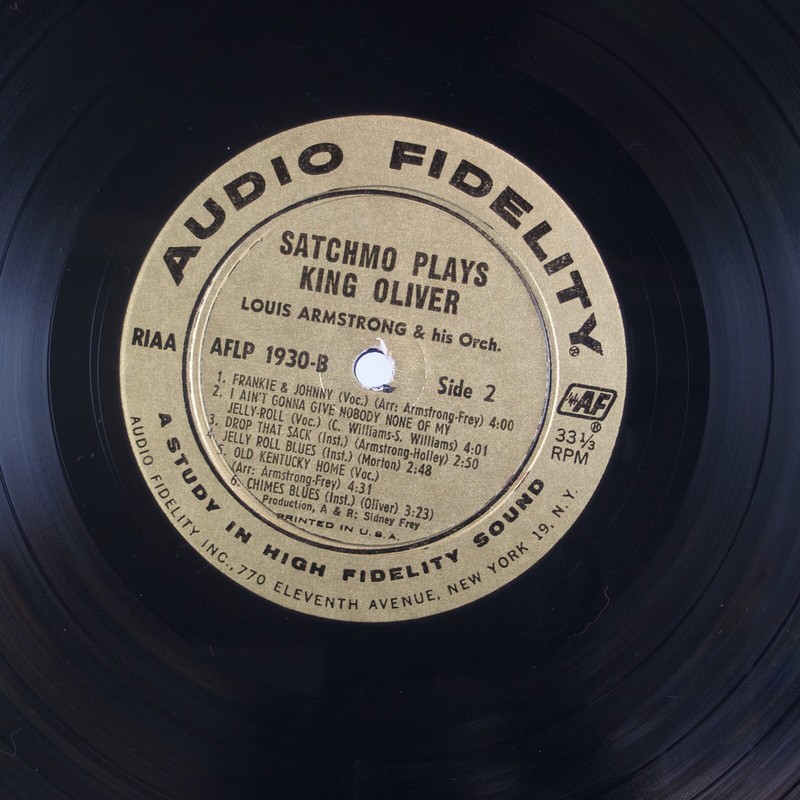 AUDIO FIDELITY®
SATCHMO PLAYS
KING OLIVER
LOUIS ARMSTRONG & his Orch.
RIAA
AFLP 1930-B
Side 2
AF®
33 1/3
RPM
1. FRANKIE & JOHNNY (Voc.) (Arr: Armstrong-Frey) 4:00
2. I AIN'T GONNA GIVE NOBODY NONE OF MY
JELLY-ROLL (Voc.) (C. Williams-S. Williams) 4:01
3. DROP THAT SACK (Inst.) (Armstrong-Holley) 2:50
4. JELLY ROLL BLUES (Inst.) (Morton) 2:48
5. OLD KENTUCKY HOME (Voc.)
(Arr: Armstrong-Frey) 4:31
6. CHIMES BLUES (Inst.) (Oliver) 3:23)
Production, A & R: Sidney Frey
PRINTED IN U.S.A.
A STUDY IN HIGH FIDELITY SOUND
AUDIO FIDELITY INC., 770 ELEVENTH AVENUE, NEW YORK 19, N.Y.